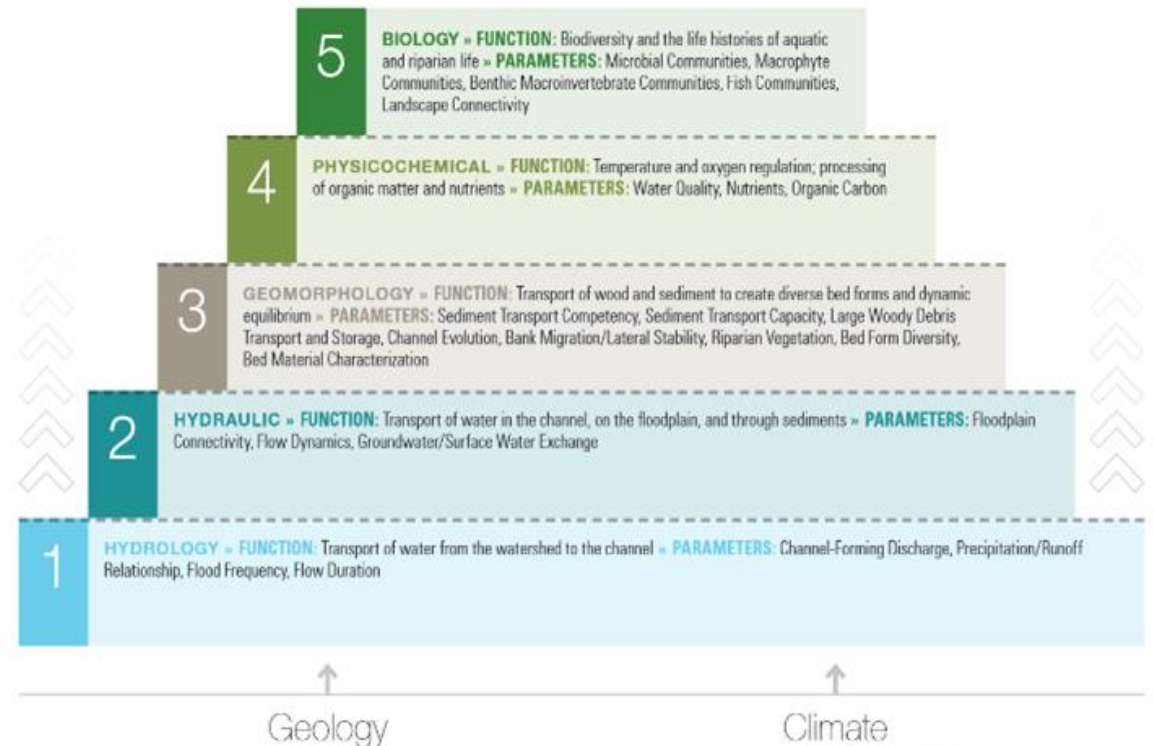 5
BIOLOGY » FUNCTION: Biodiversity and the life histories of aquatic
and riparian life » PARAMETERS: Microbial Communities, Macrophyte
Communities, Benthic Macroinvertebrate Communities, Fish Communities,
Landscape Connectivity
4
PHYSICOCHEMICAL » FUNCTION: Temperature and oxygen regulation; processing
of organic matter and nutrients » PARAMETERS: Water Quality, Nutrients, Organic Carbon
3
GEOMORPHOLOGY » FUNCTION: Transport of wood and sediment to create diverse bed forms and dynamic
equilibrium » PARAMETERS: Sediment Transport Competency, Sediment Transport Capacity, Large Woody Debris
Transport and Storage, Channel Evolution, Bank Migration/Lateral Stability, Riparian Vegetation, Bed Form Diversity,
Bed Material Characterization
2
HYDRAULIC » FUNCTION: Transport of water in the channel, on the floodplain, and through sediments » PARAMETERS: Floodplain
Connectivity, Flow Dynamics, Groundwater/Surface Water Exchange
1
HYDROLOGY » FUNCTION: Transport of water from the watershed to the channel » PARAMETERS: Channel-Forming Discharge, Precipitation/Runoff
Relationship, Flood Frequency, Flow Duration
Geology
Climate